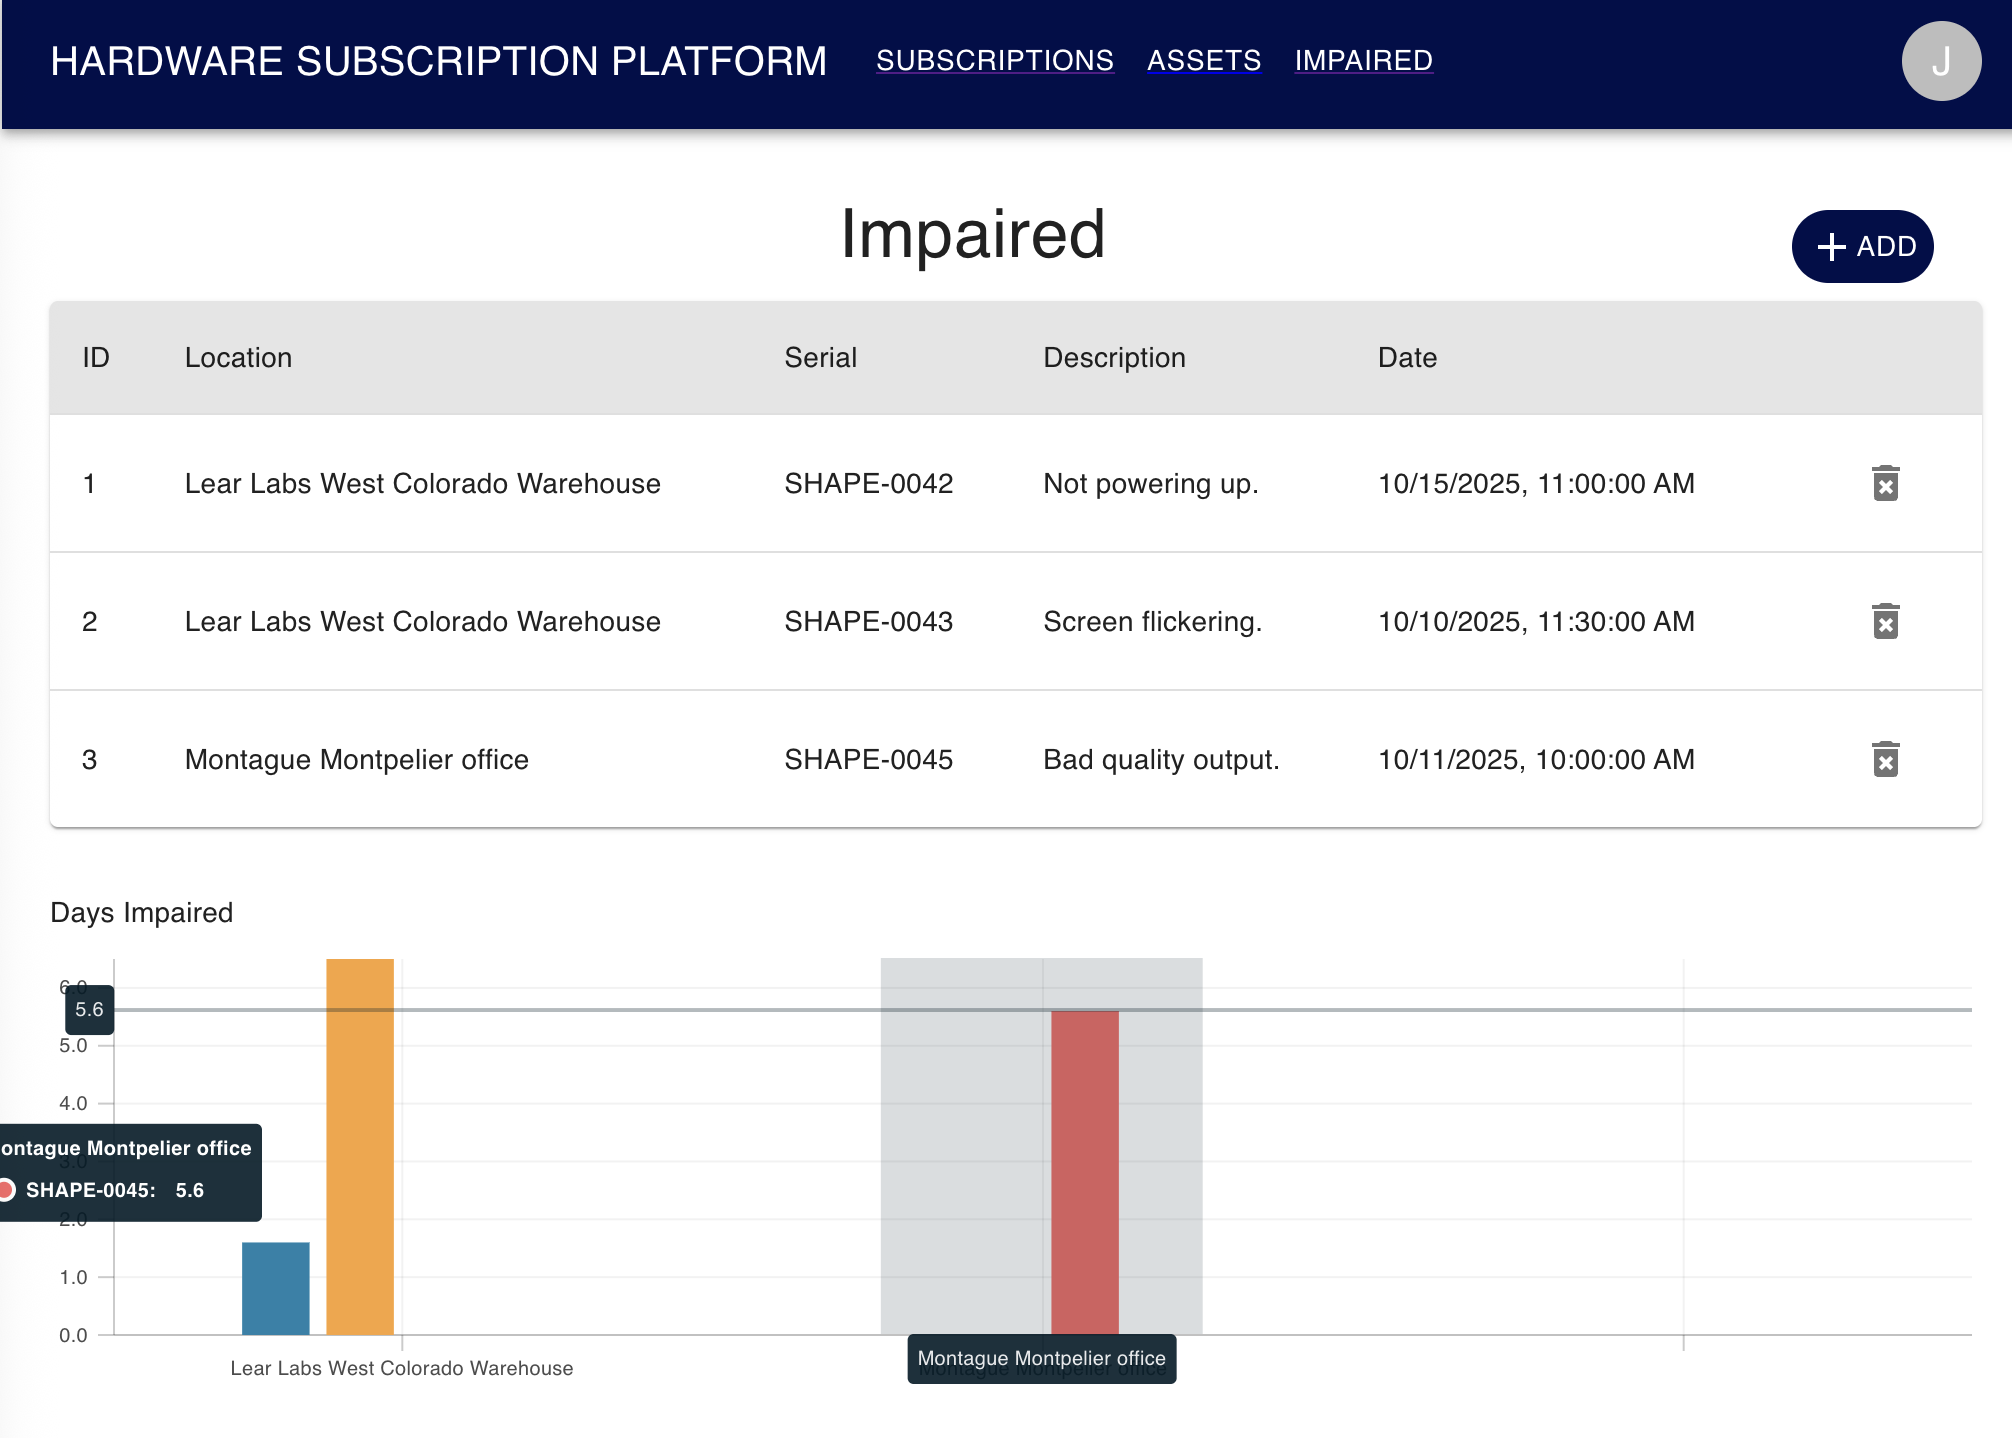 HARDWARE SUBSCRIPTION PLATFORM SUBSCRIPTIONS ASSETS IMPAIRED J
Impaired
ADD
ID Location Serial Description Date
1 Lear Labs West Colorado Warehouse SHAPE-0042 Not powering up. 10/15/2025, 11:00:00 AM
2 Lear Labs West Colorado Warehouse SHAPE-0043 Screen flickering. 10/10/2025, 11:30:00 AM
3 Montague Montpelier office SHAPE-0045 Bad quality output. 10/11/2025, 10:00:00 AM
Days Impaired
6.0
5.6
5.0
4.0
ontague Montpelier office
3.0
SHAPE-0045: 5.6
2.0
1.0
0.0
Lear Labs West Colorado Warehouse
Montague Montpelier office
Montague Montpelier office